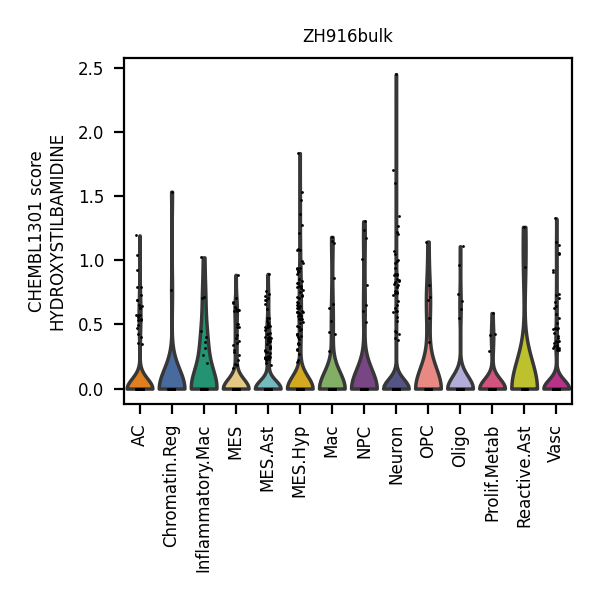 ZH916bulk
CHEMBL1301 score
HYDROXYSTILBAMIDINE
2.5
2.0
1.5
1.0
0.5
0.0
AC
Chromatin.Reg
Inflammatory.Mac
MES
MES.Ast
MES.Hyp
Mac
NPC
Neuron
OPC
Oligo
Prolif.Metab
Reactive.Ast
Vasc